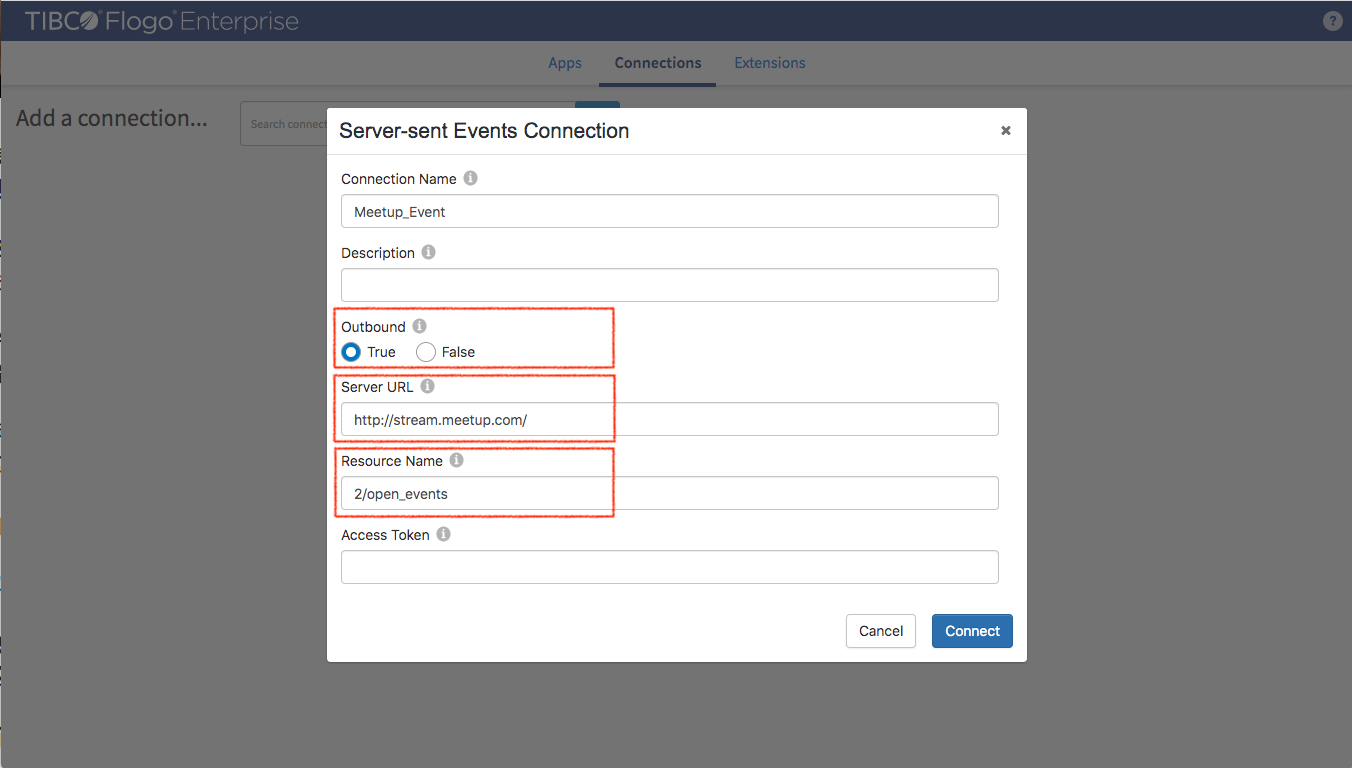 TIBCO Flogo Enterprise
?
Apps Connections Extensions
Add a connection...
Search connect
Server-sent Events Connection
Connection Name
Meetup_Event
Description
Outbound
True False
Server URL
http://stream.meetup.com/
Resource Name
2/open_events
Access Token
Cancel Connect